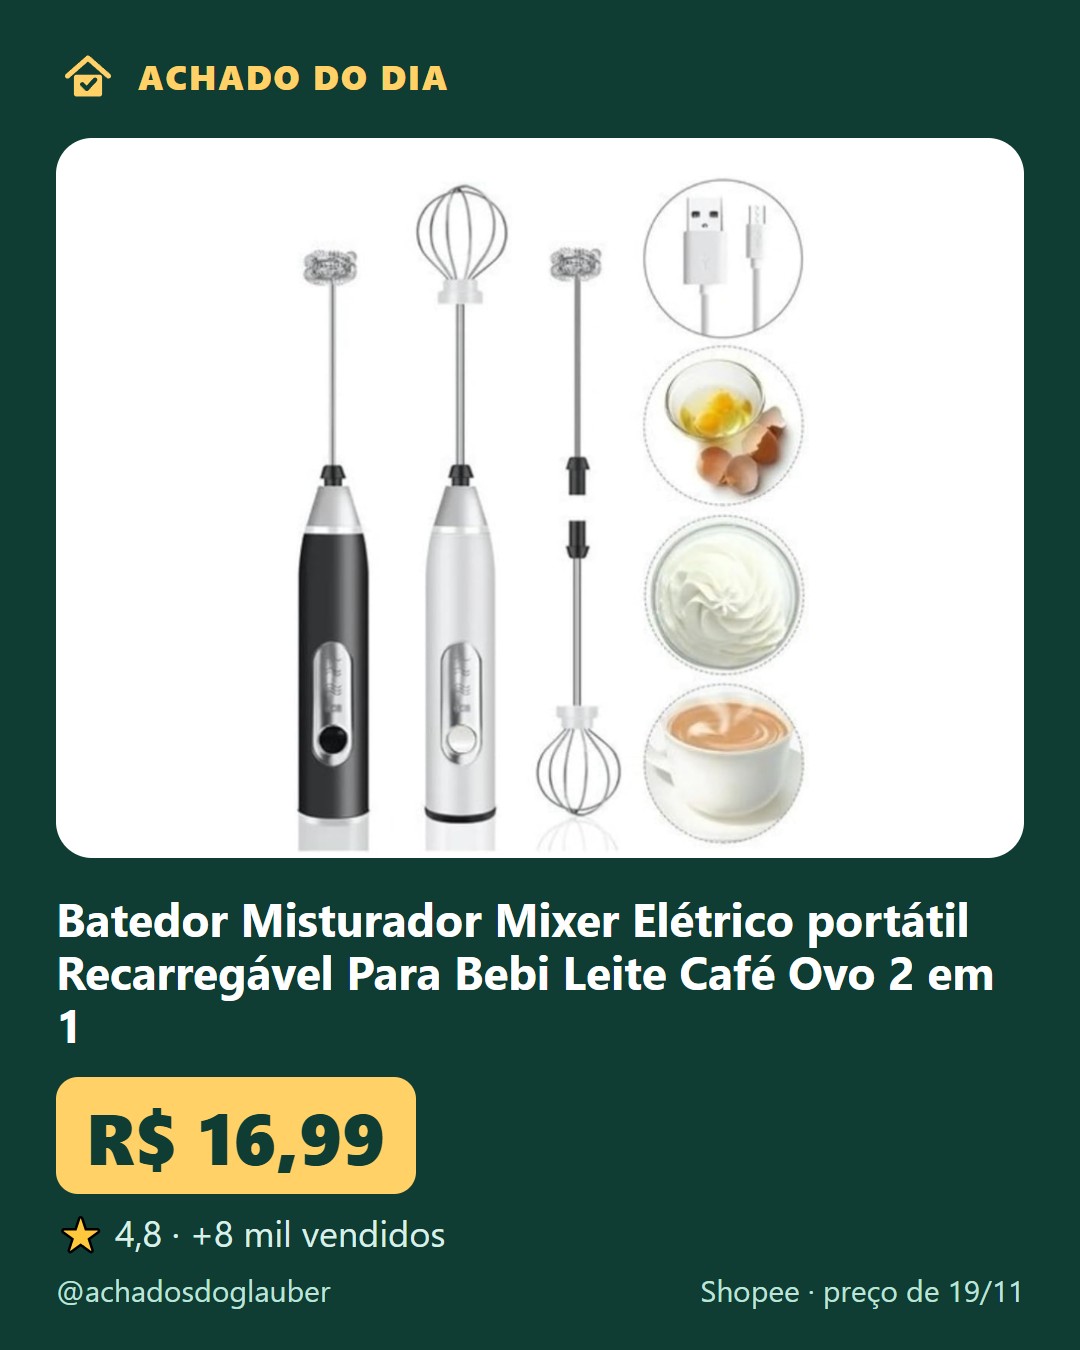 ACHADO DO DIA
Batedor Misturador Mixer Elétrico portátil
Recarregável Para Bebi Leite Café Ovo 2 em
1
R$ 16,99
4,8 · +8 mil vendidos
@achadosdoglauber
Shopee · preço de 19/11